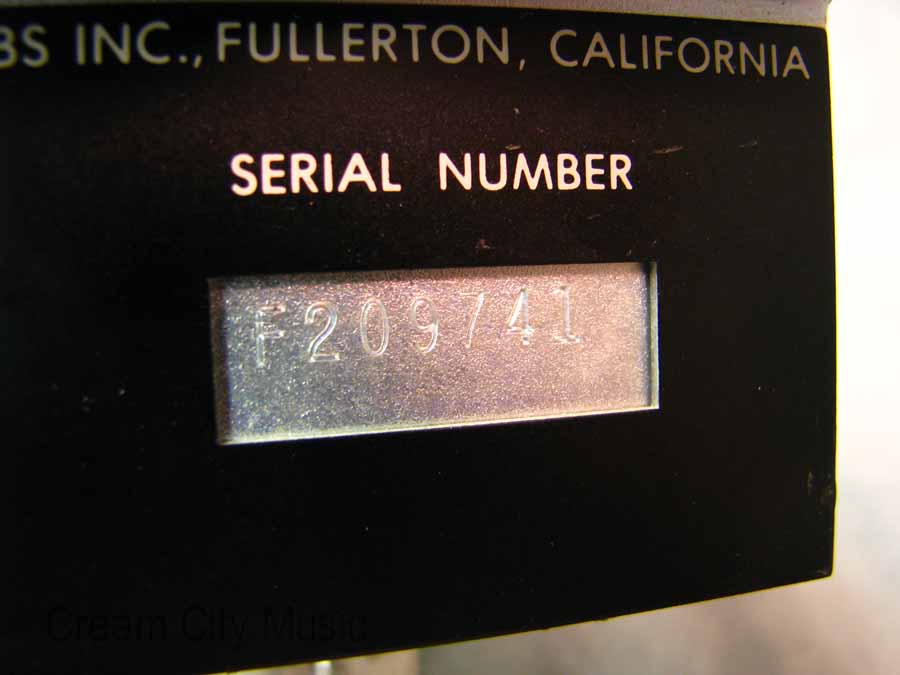 BS INC., FULLERTON, CALIFORNIA
SERIAL NUMBER
F209741
Cream City Music